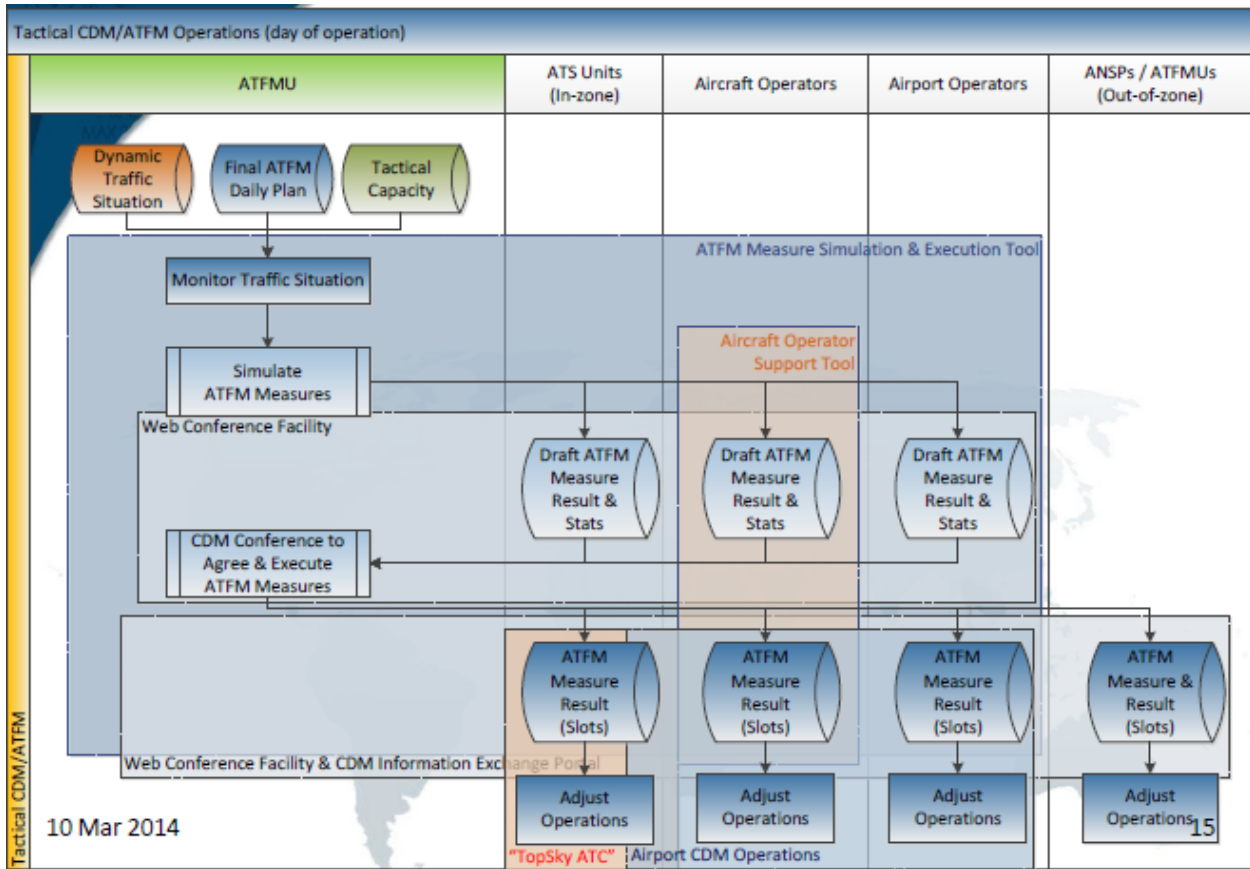 Tactical CDM/ATFM Operations (day of operation)
ATFMU
ATS Units
(In-zone)
Aircraft Operators
Airport Operators
ANSPs / ATFMUs
(Out-of-zone)
Dynamic
Traffic
Situation
Final ATFM
Daily Plan
Tactical
Capacity
ATFM Measure Simulation & Execution Tool
Monitor Traffic Situation
Aircraft Operator
Support Tool
Simulate
ATFM Measures
Web Conference Facility
Draft ATFM
Measure
Result &
Stats
Draft ATFM
Measure
Result &
Stats
Draft ATFM
Measure
Result &
Stats
CDM Conference to
Agree & Execute
ATFM Measures
ATFM
Measure
Result
(Slots)
ATFM
Measure
Result
(Slots)
ATFM
Measure
Result
(Slots)
ATFM
Measure &
Result
(Slots)
Web Conference Facility & CDM Information Exchange Portal
Adjust
Operations
Adjust
Operations
Adjust
Operations
Adjust
Operations
"TopSky ATC"
Airport CDM Operations
Tactical CDM/ATFM
10 Mar 2014
15